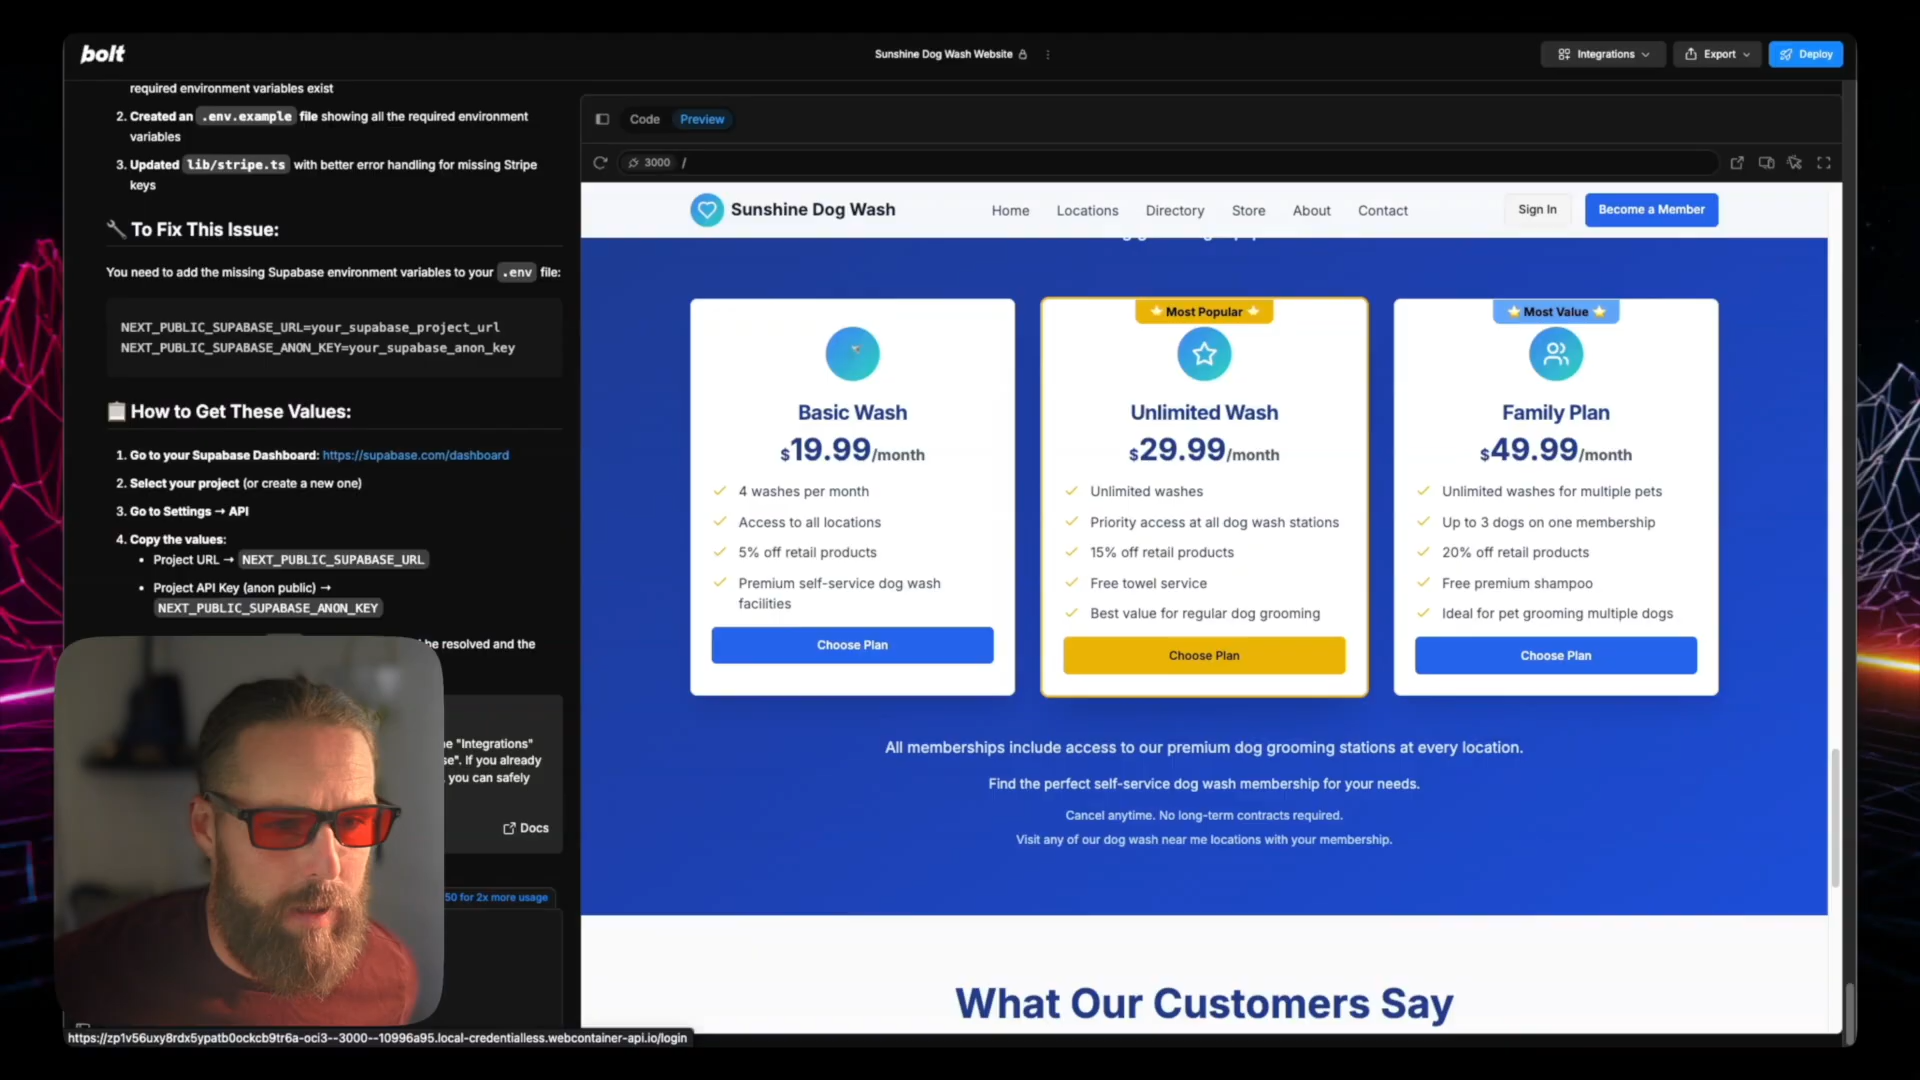 bolt
Sunshine Dog Wash Website
Integrations
Export
Deploy
required environment variables exist
2. Created an .env.example file showing all the required environment
variables
3. Updated lib/stripe.ts with better error handling for missing Stripe
keys
🔧 To Fix This Issue:
You need to add the missing Supabase environment variables to your .env file:
NEXT_PUBLIC_SUPABASE_URL=your_supabase_project_url
NEXT_PUBLIC_SUPABASE_ANON_KEY=your_supabase_anon_key
📋 How to Get These Values:
1. Go to your Supabase Dashboard: https://supabase.com/dashboard
2. Select your project (or create a new one)
3. Go to Settings → API
4. Copy the values:
• Project URL → NEXT_PUBLIC_SUPABASE_URL
• Project API Key (anon public) →
NEXT_PUBLIC_SUPABASE_ANON_KEY
be resolved and the
"Integrations"
If you already
you can safely
Docs
50 for 2x more usage
Code
Preview
3000 /
Sunshine Dog Wash
Home
Locations
Directory
Store
About
Contact
Sign In
Become a Member
Basic Wash
$19.99/month
4 washes per month
Access to all locations
5% off retail products
Premium self-service dog wash
facilities
Choose Plan
⭐ Most Popular ⭐
Unlimited Wash
$29.99/month
Unlimited washes
Priority access at all dog wash stations
15% off retail products
Free towel service
Best value for regular dog grooming
Choose Plan
⭐ Most Value ⭐
Family Plan
$49.99/month
Unlimited washes for multiple pets
Up to 3 dogs on one membership
20% off retail products
Free premium shampoo
Ideal for pet grooming multiple dogs
Choose Plan
All memberships include access to our premium dog grooming stations at every location.
Find the perfect self-service dog wash membership for your needs.
Cancel anytime. No long-term contracts required.
Visit any of our dog wash near me locations with your membership.
What Our Customers Say
https://zp1v56uxy8rdx5ypatb0ockcb9tr6a-oci3--3000--10996a95.local-credentialless.webcontainer-api.io/login